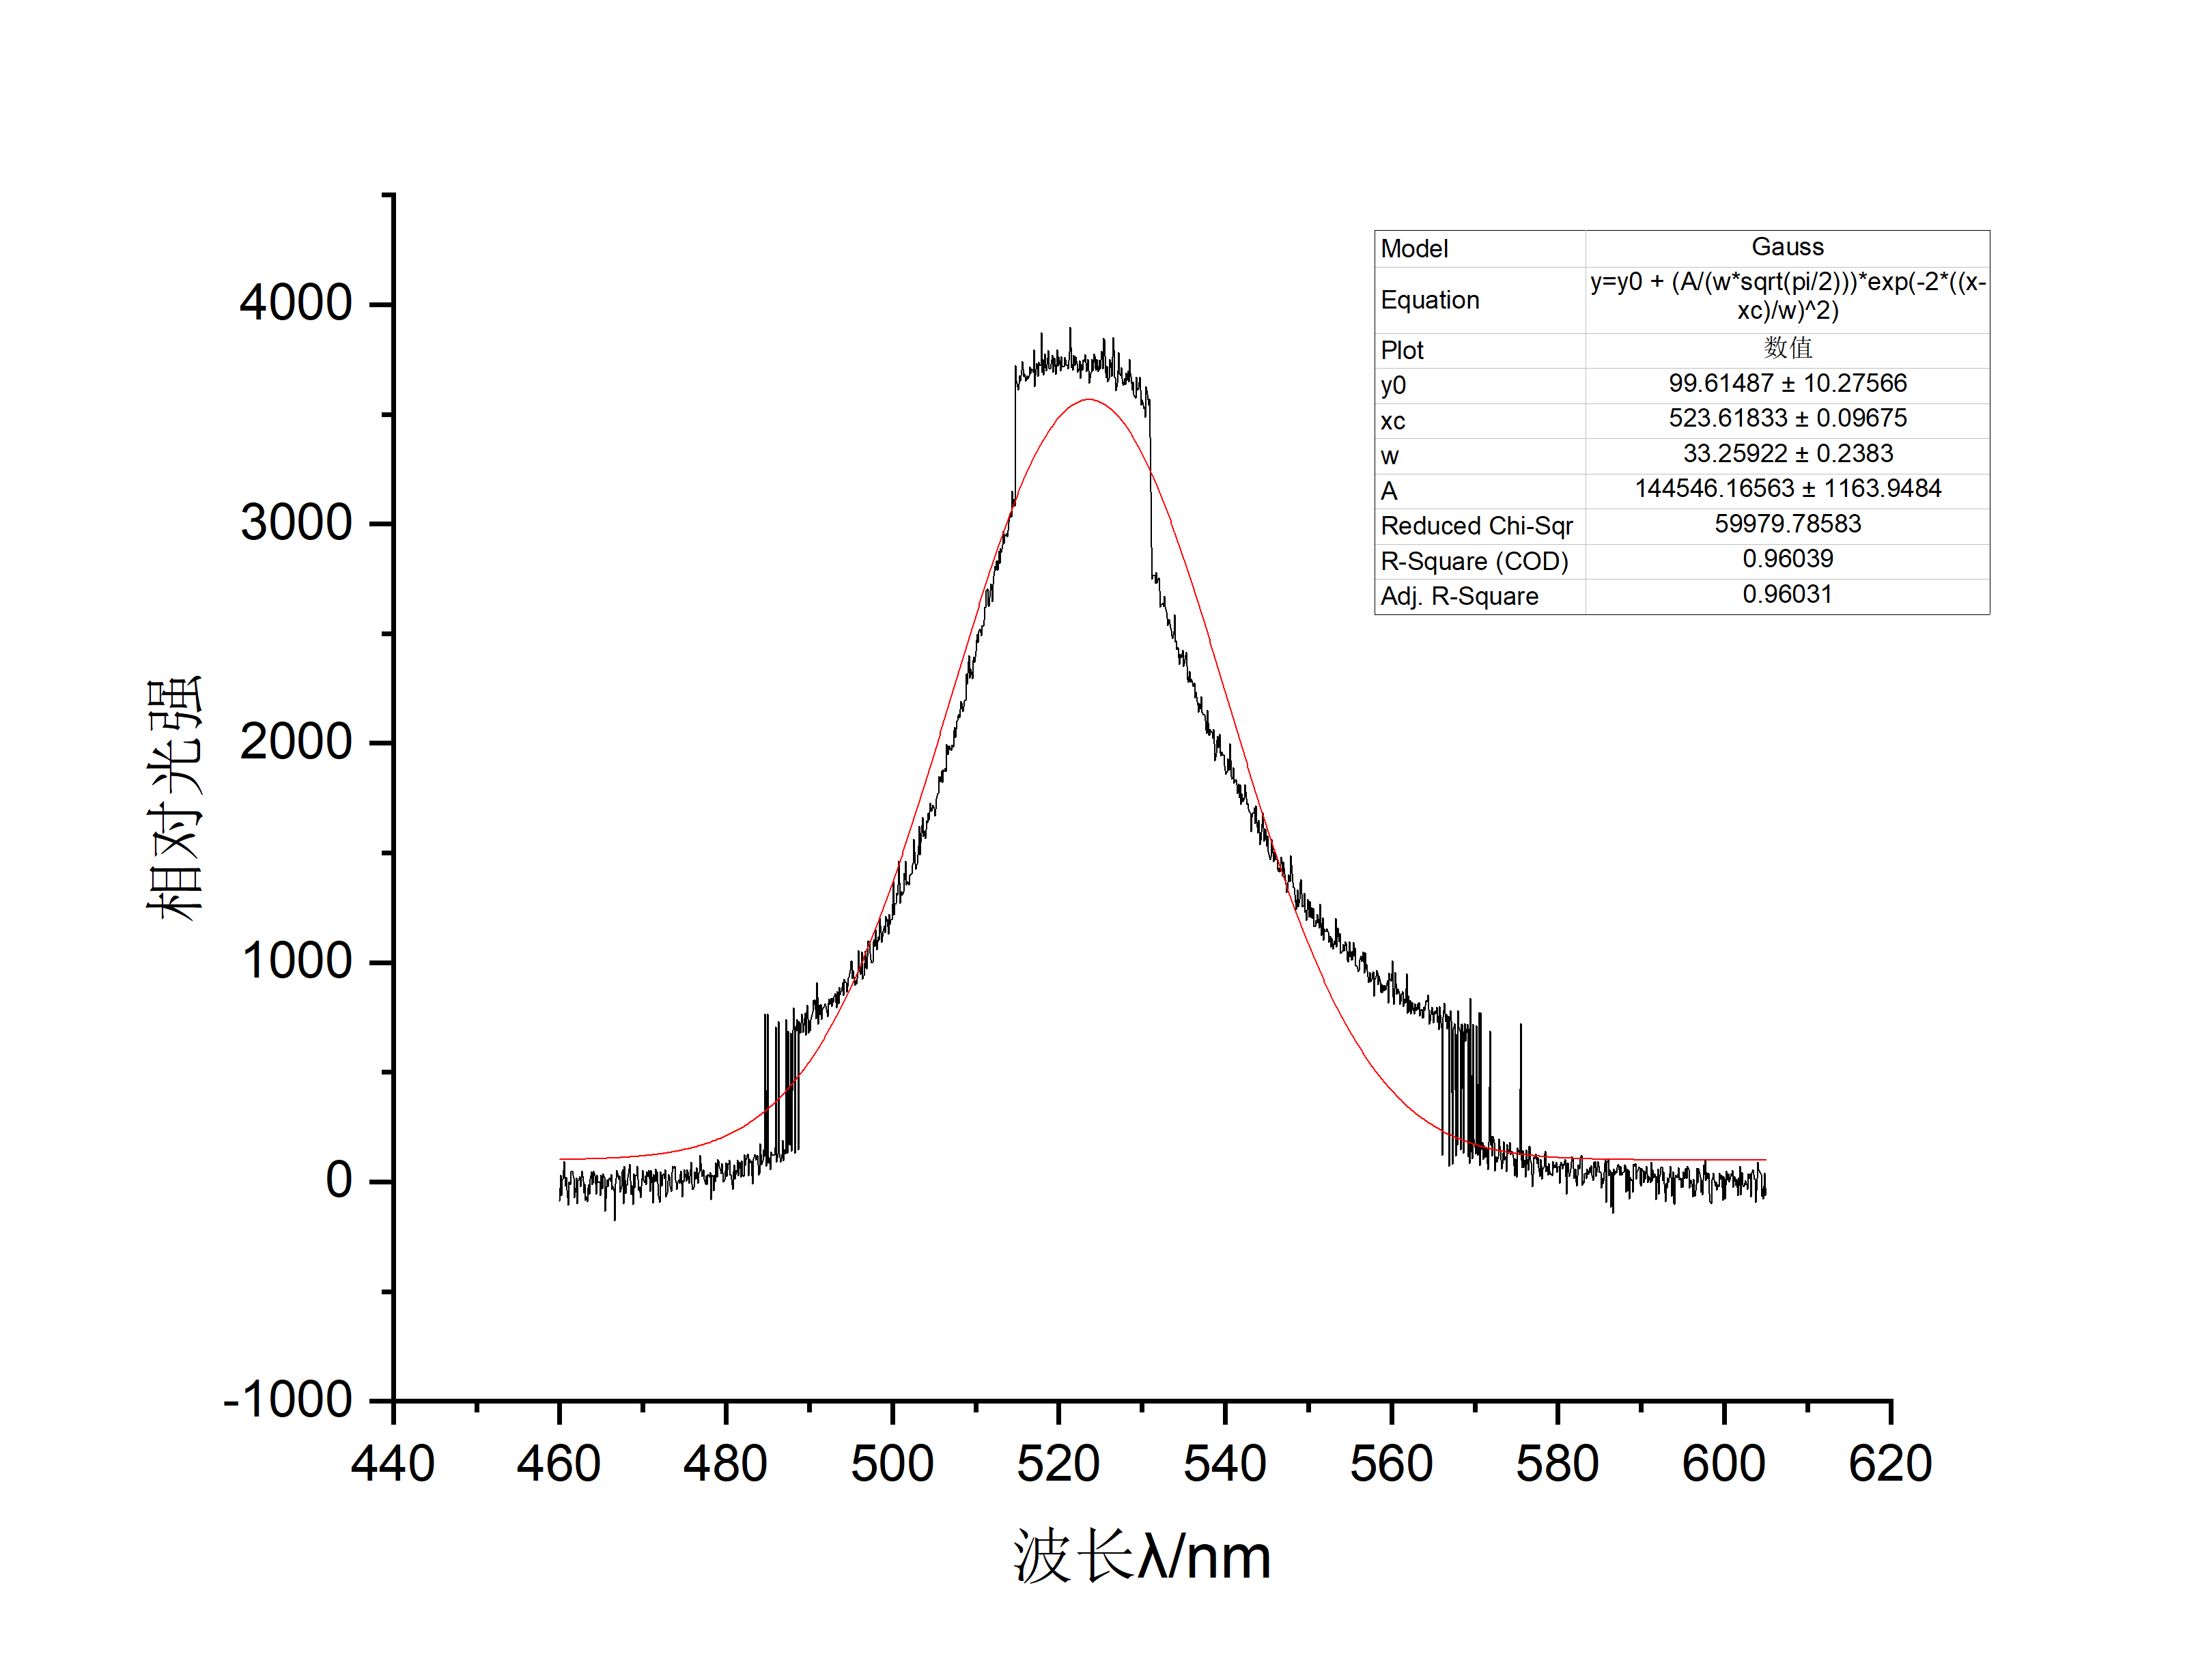 4000
3000
2000
1000
0
-1000
相对光强
440 460 480 500 520 540 560 580 600 620
波长λ/nm
Model Gauss
Equation y=y0 + (A/(w*sqrt(pi/2)))*exp(-2*((x-
xc)/w)^2)
Plot 数值
y0 99.61487 ± 10.27566
xc 523.61833 ± 0.09675
w 33.25922 ± 0.2383
A 144546.16563 ± 1163.9484
Reduced Chi-Sqr 59979.78583
R-Square (COD) 0.96039
Adj. R-Square 0.96031